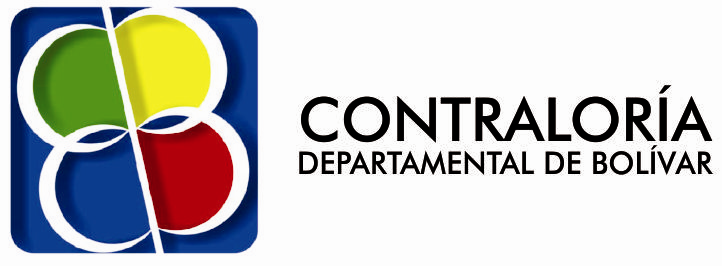 CONTRALORÍA
DEPARTAMENTAL DE BOLÍVAR